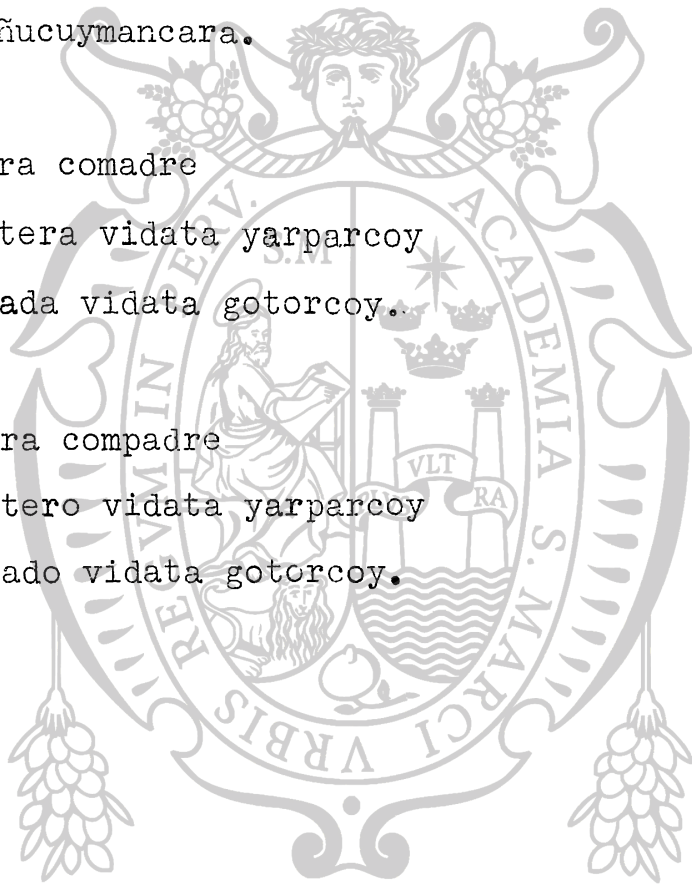 ñucuymancara.
ra comadre
tera vidata yarparcoy
ada vidata gotorcoy.
ra compadre
tero vidata yarparcoy
ado vidata gotorcoy.
ACADEMIA S. MARCI VRBIS REGVM IN PERV.
S.M
VLT
RA